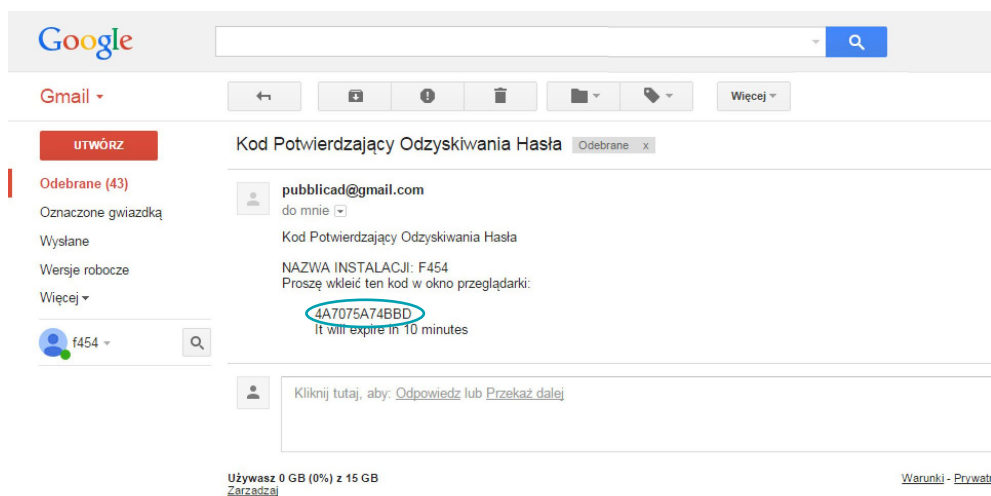 Google
Gmail
Więcej
UTWÓRZ
Kod Potwierdzający Odzyskiwania Hasła Odebrane x
Odebrane (43)
Oznaczone gwiazdką
Wysłane
Wersje robocze
Więcej
f454
pubblicad@gmail.com
do mnie
Kod Potwierdzający Odzyskiwania Hasła
NAZWA INSTALACJI: F454
Proszę wkleić ten kod w okno przeglądarki:
4A7075A74BBD
It will expire in 10 minutes
Kliknij tutaj, aby: Odpowiedz lub Przekaż dalej
Używasz 0 GB (0%) z 15 GB
Zarzadzaj
Warunki - Prywatn